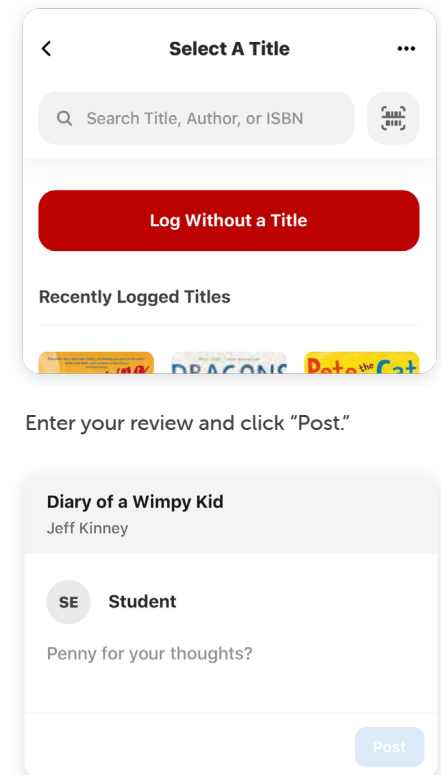 Select A Title
Search Title, Author, or ISBN
Log Without a Title
Recently Logged Titles
DRAGONS Pete the Cat
Enter your review and click “Post.”
Diary of a Wimpy Kid
Jeff Kinney
SE Student
Penny for your thoughts?
Post